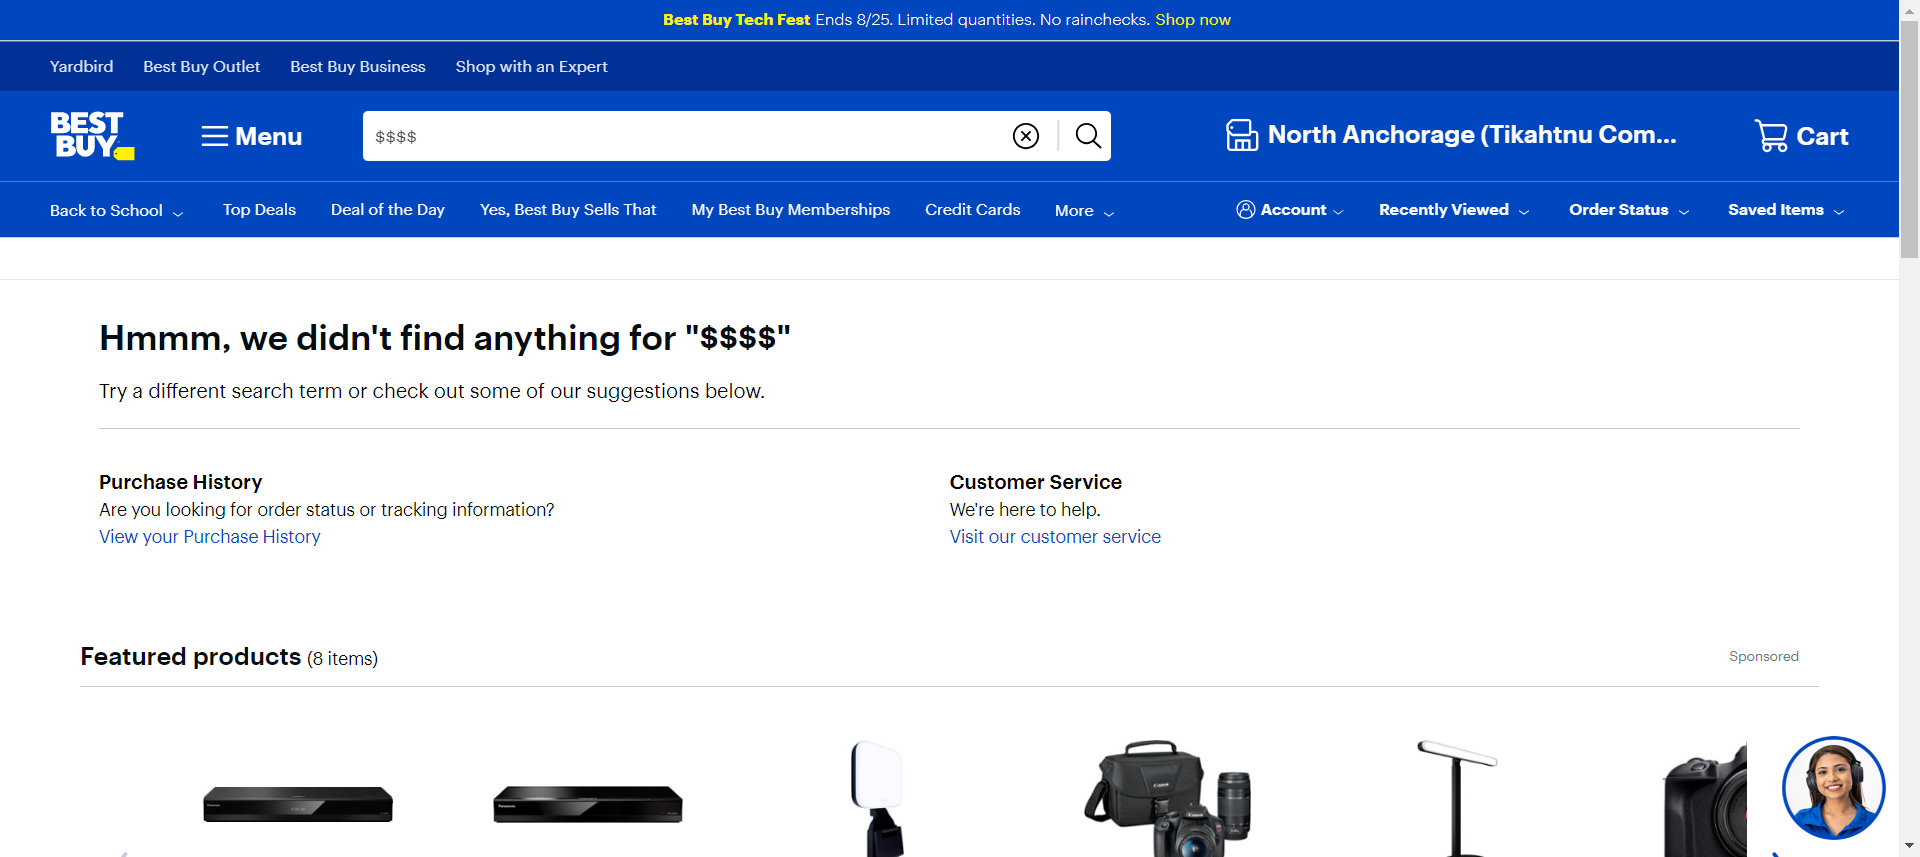 Best Buy Tech Fest Ends 8/25. Limited quantities. No rainchecks. Shop now
Yardbird Best Buy Outlet Best Buy Business Shop with an Expert
BEST
BUY
Menu
$$$$
North Anchorage (Tikahtnu Com...
Cart
Back to School Top Deals Deal of the Day Yes, Best Buy Sells That My Best Buy Memberships Credit Cards More Account Recently Viewed Order Status Saved Items
Hmmm, we didn't find anything for "$$$$"
Try a different search term or check out some of our suggestions below.
Purchase History
Are you looking for order status or tracking information?
View your Purchase History
Customer Service
We're here to help.
Visit our customer service
Featured products (8 items)
Sponsored